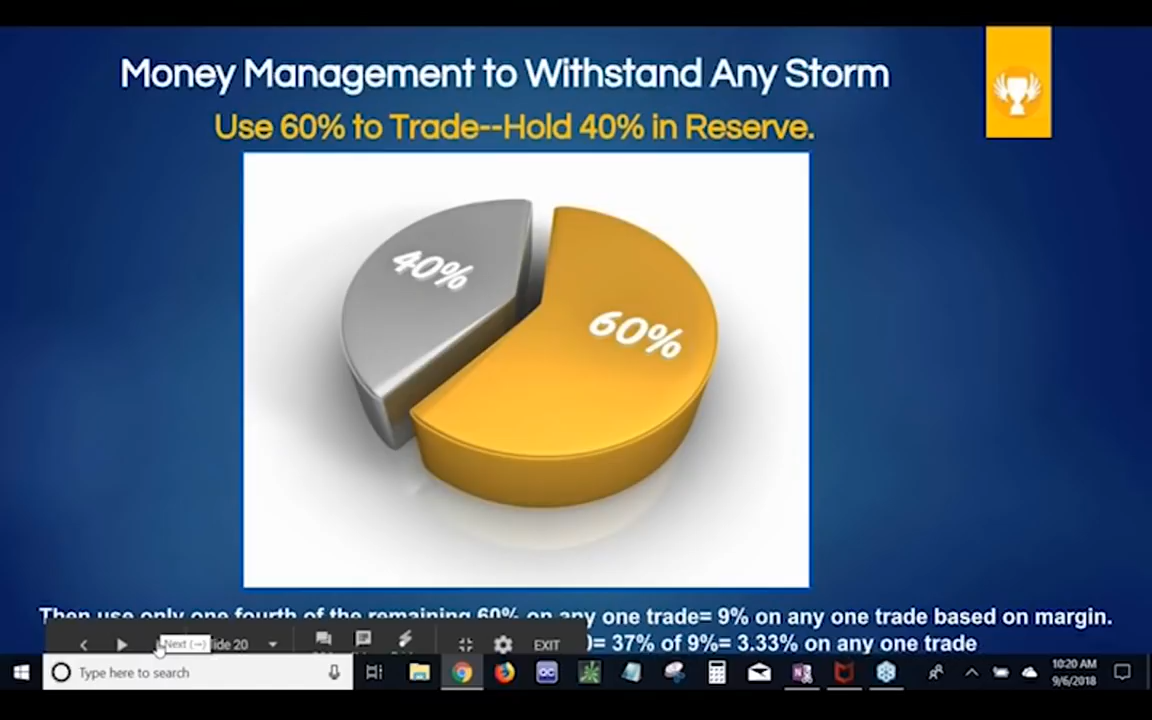 Money Management to Withstand Any Storm
Use 60% to Trade--Hold 40% in Reserve.
40%
60%
Then use only one fourth of the remaining 60% on any one trade= 9% on any one trade based on margin.
= 37% of 9%= 3.33% on any one trade
Next (→)
lide 20
EXIT
Type here to search
10:20 AM
9/6/2018